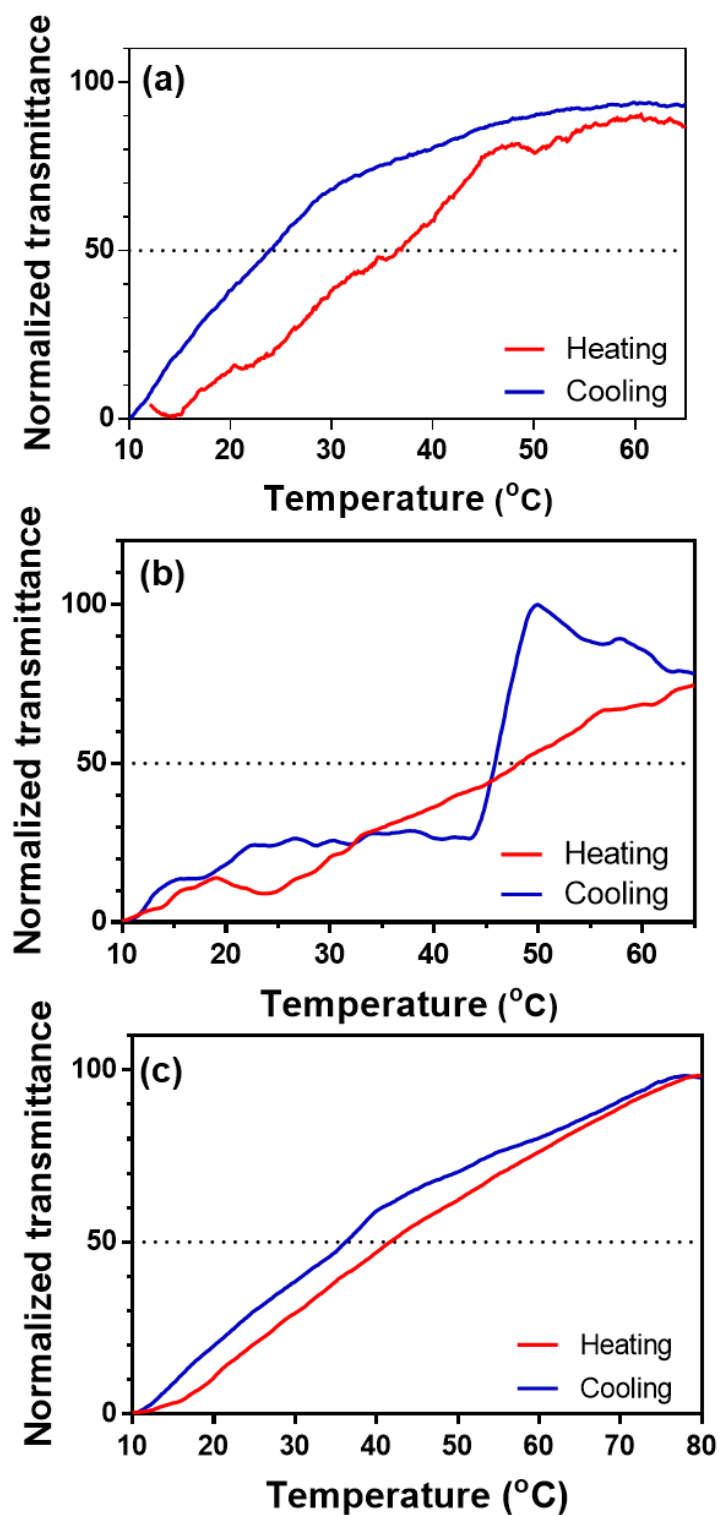 (a)
Normalized transmittance
100
50
0
Heating
Cooling
10 20 30 40 50 60
Temperature (°C)
(b)
Normalized transmittance
100
50
0
Heating
Cooling
10 20 30 40 50 60
Temperature (°C)
(c)
Normalized transmittance
100
50
0
Heating
Cooling
10 20 30 40 50 60 70 80
Temperature (°C)